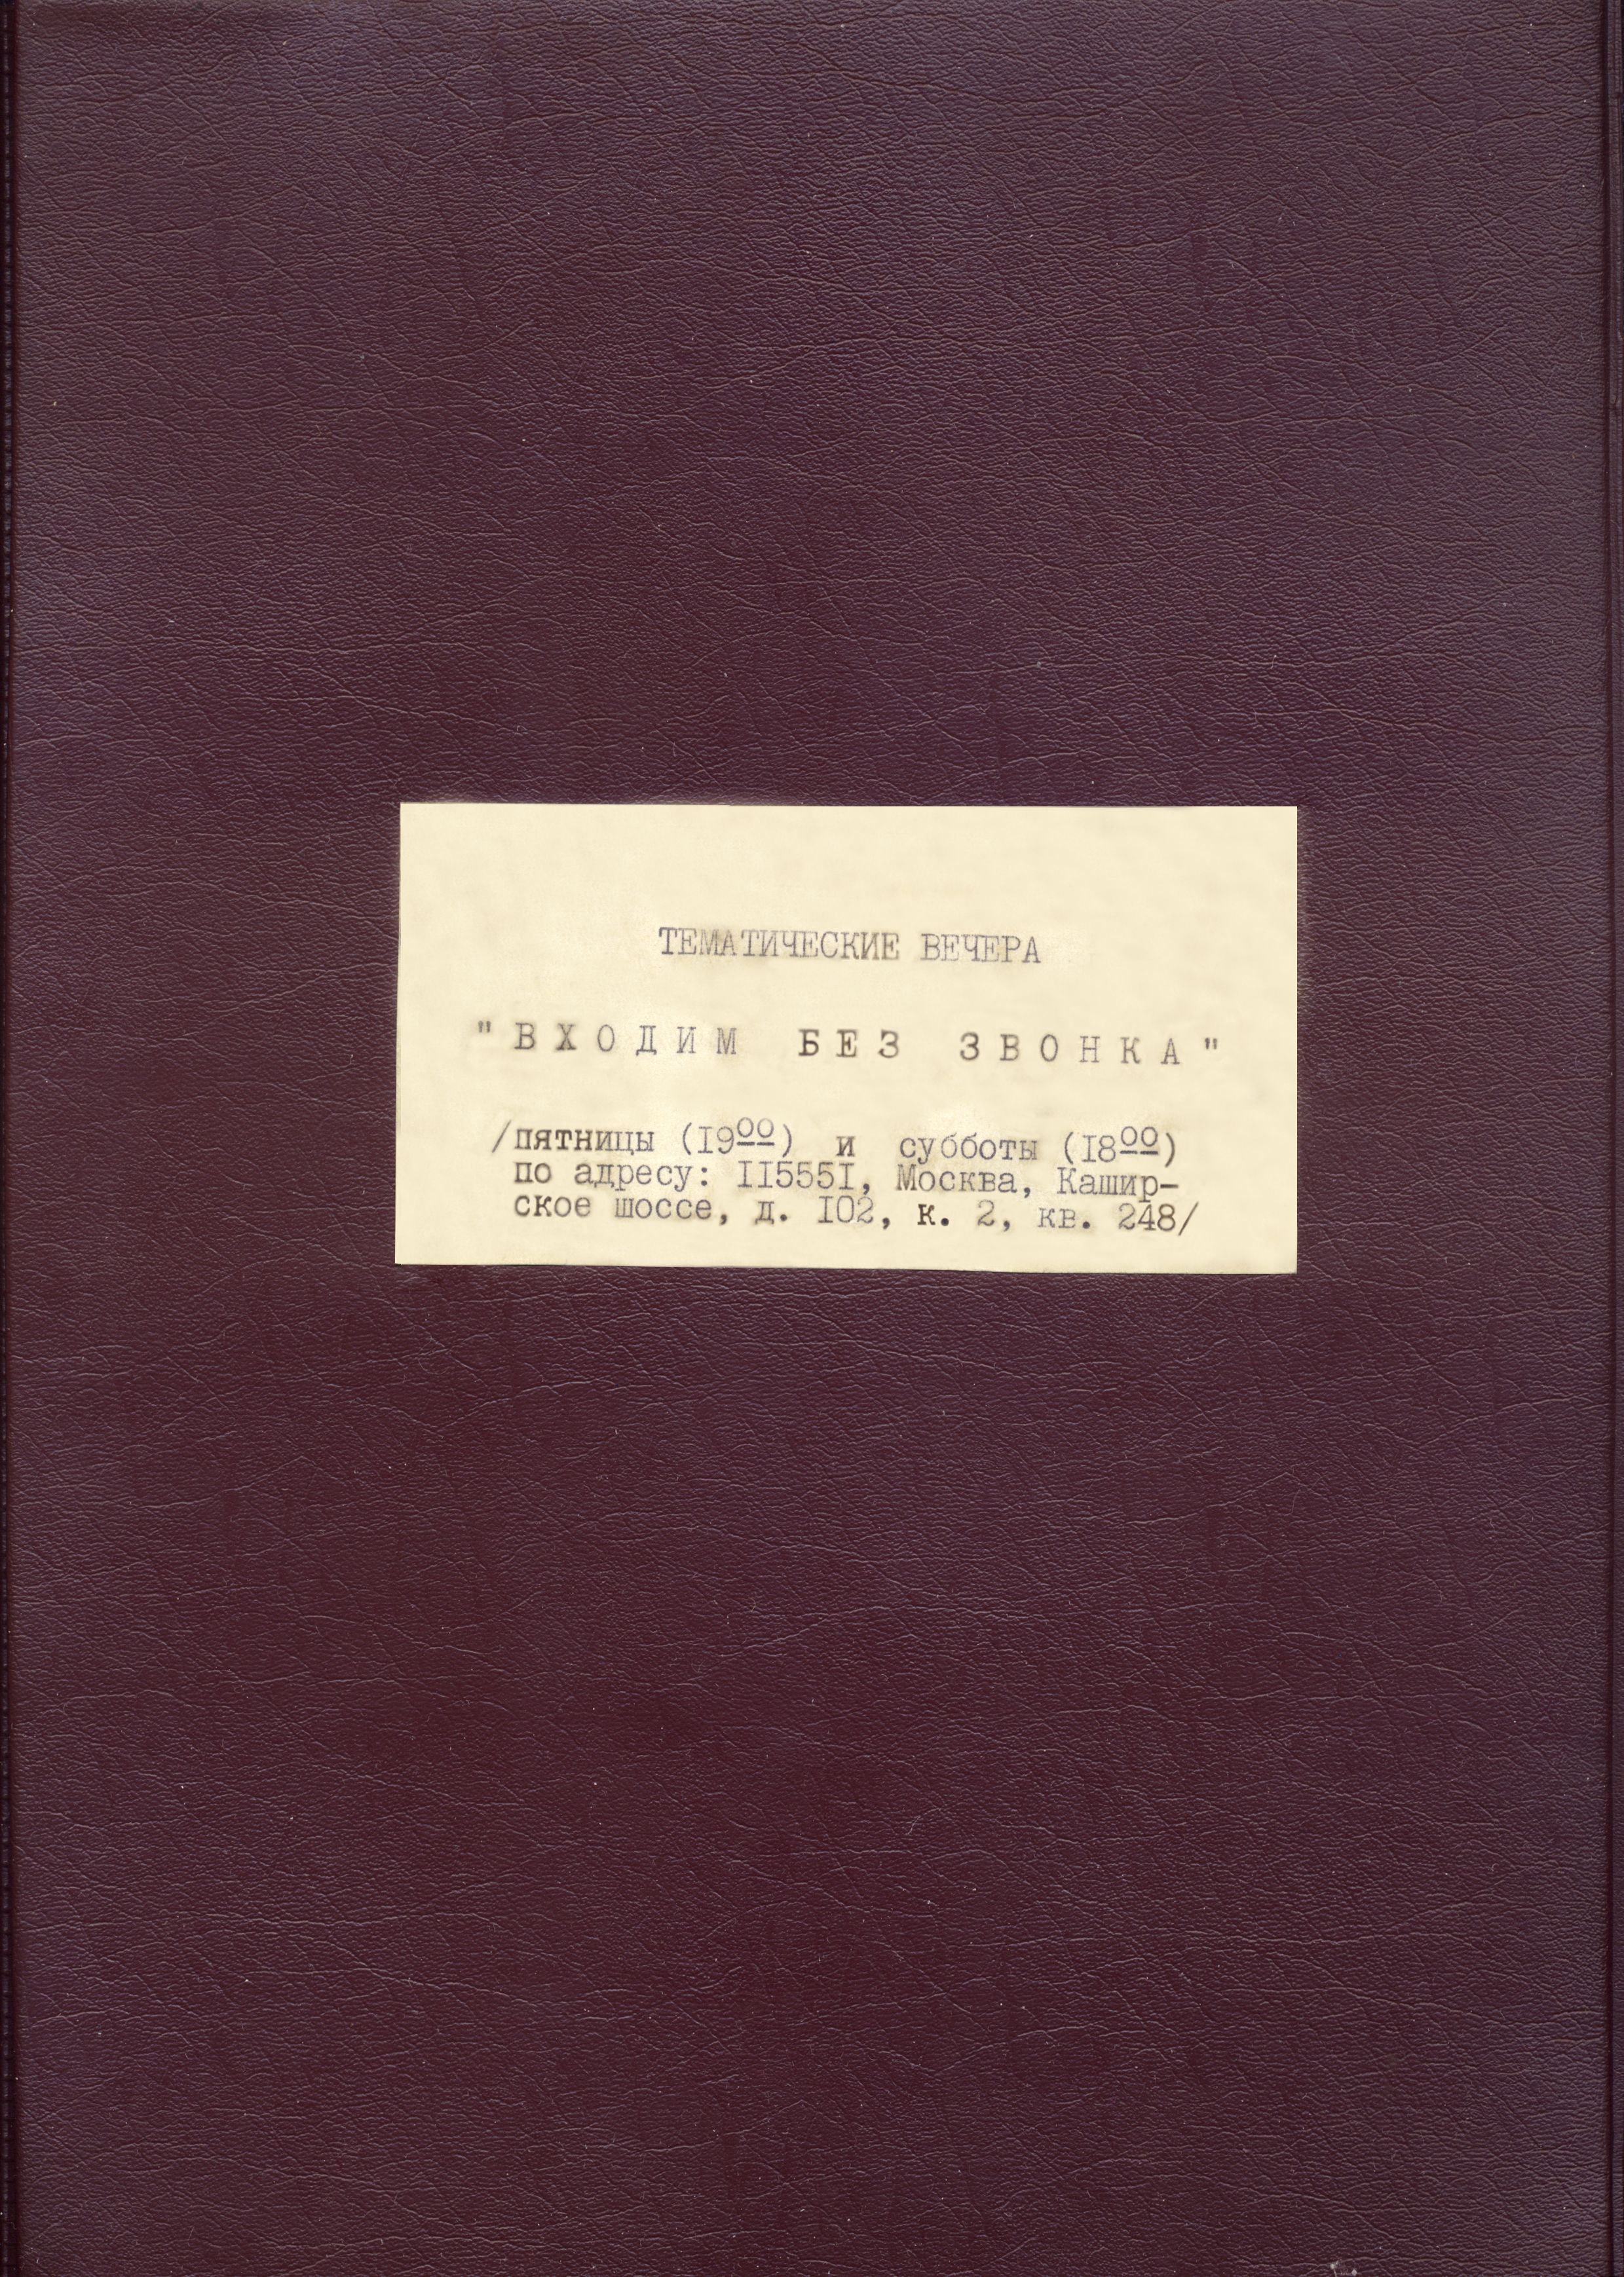 ТЕМАТИЧЕСКИЕ ВЕЧЕРА
"ВХОДИМ БЕЗ ЗВОНКА"
/пятницы (I900) и субботы (I800)
по адресу: II555I, Москва, Кашир-
ское шоссе, д. I02, к. 2, кв. 248/